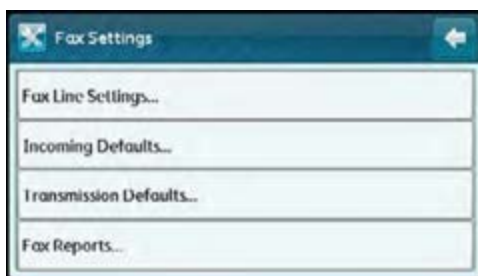 Fax Settings
Fax Line Settings...
Incoming Defaults...
Transmission Defaults...
Fax Reports...